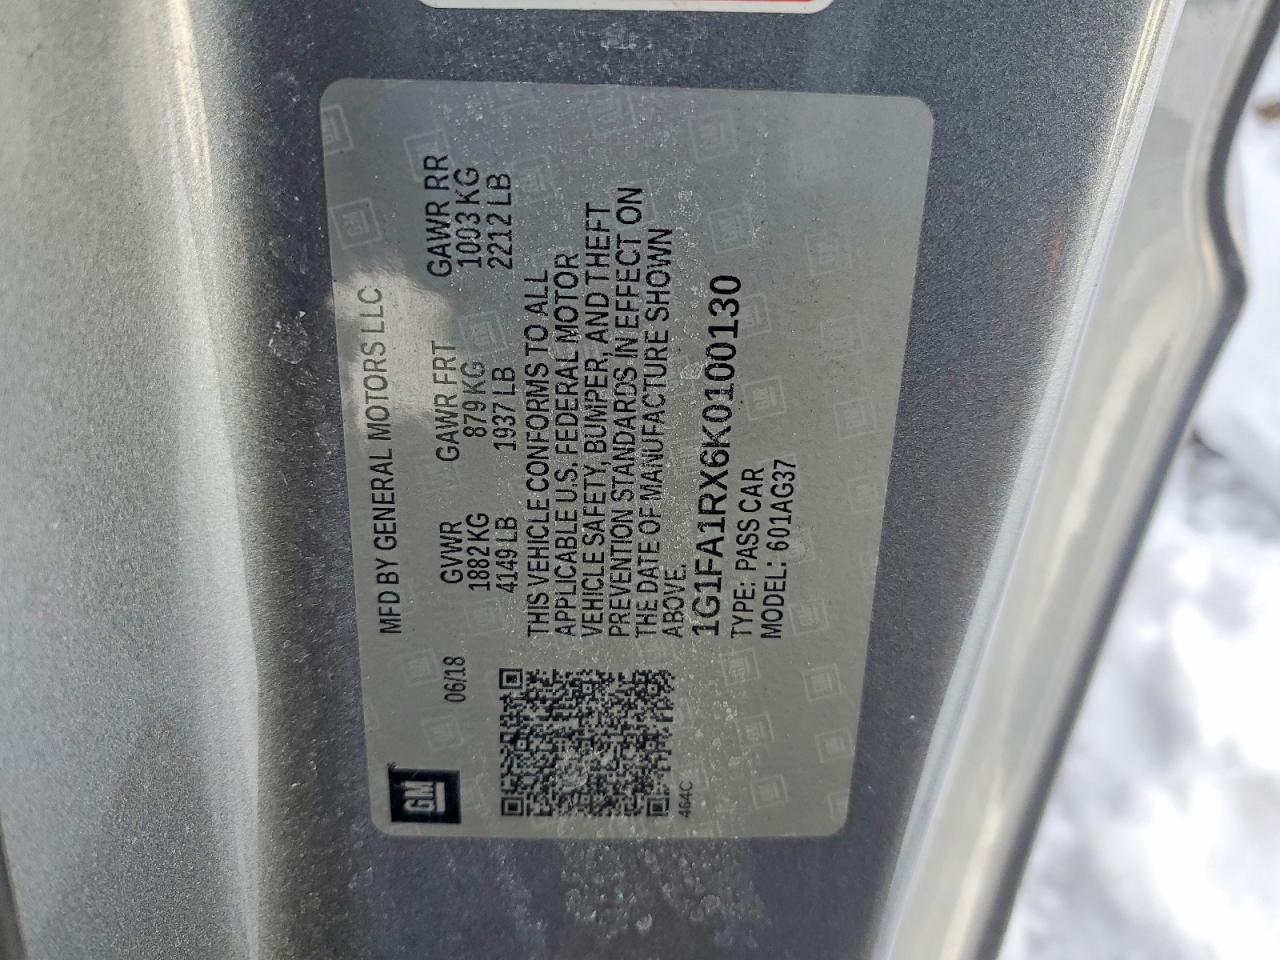 GM
06/18
MFD BY GENERAL MOTORS LLC
GVWR GAWR FRT GAWR RR
1882 KG 879 KG 1003 KG
4149 LB 1937 LB 2212 LB
THIS VEHICLE CONFORMS TO ALL
APPLICABLE U.S. FEDERAL MOTOR
VEHICLE SAFETY, BUMPER, AND THEFT
PREVENTION STANDARDS IN EFFECT ON
THE DATE OF MANUFACTURE SHOWN
ABOVE.
1G1FA1RX6K0100130
TYPE: PASS CAR
MODEL: 601AG37
464C